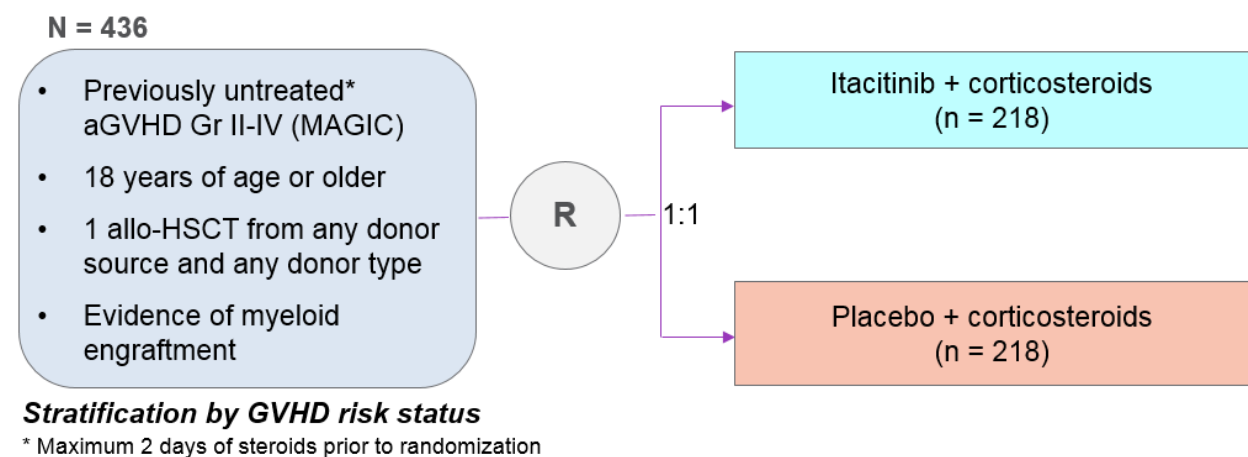 N = 436
• Previously untreated*
aGVHD Gr II-IV (MAGIC)
• 18 years of age or older
• 1 allo-HSCT from any donor
source and any donor type
• Evidence of myeloid
engraftment
R
1:1
Itacitinib + corticosteroids
(n = 218)
Placebo + corticosteroids
(n = 218)
Stratification by GVHD risk status
* Maximum 2 days of steroids prior to randomization